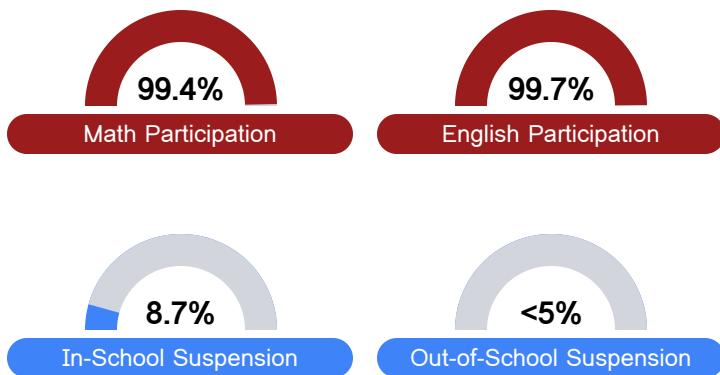 99.4%
Math Participation
99.7%
English Participation
8.7%
In-School Suspension
<5%
Out-of-School Suspension